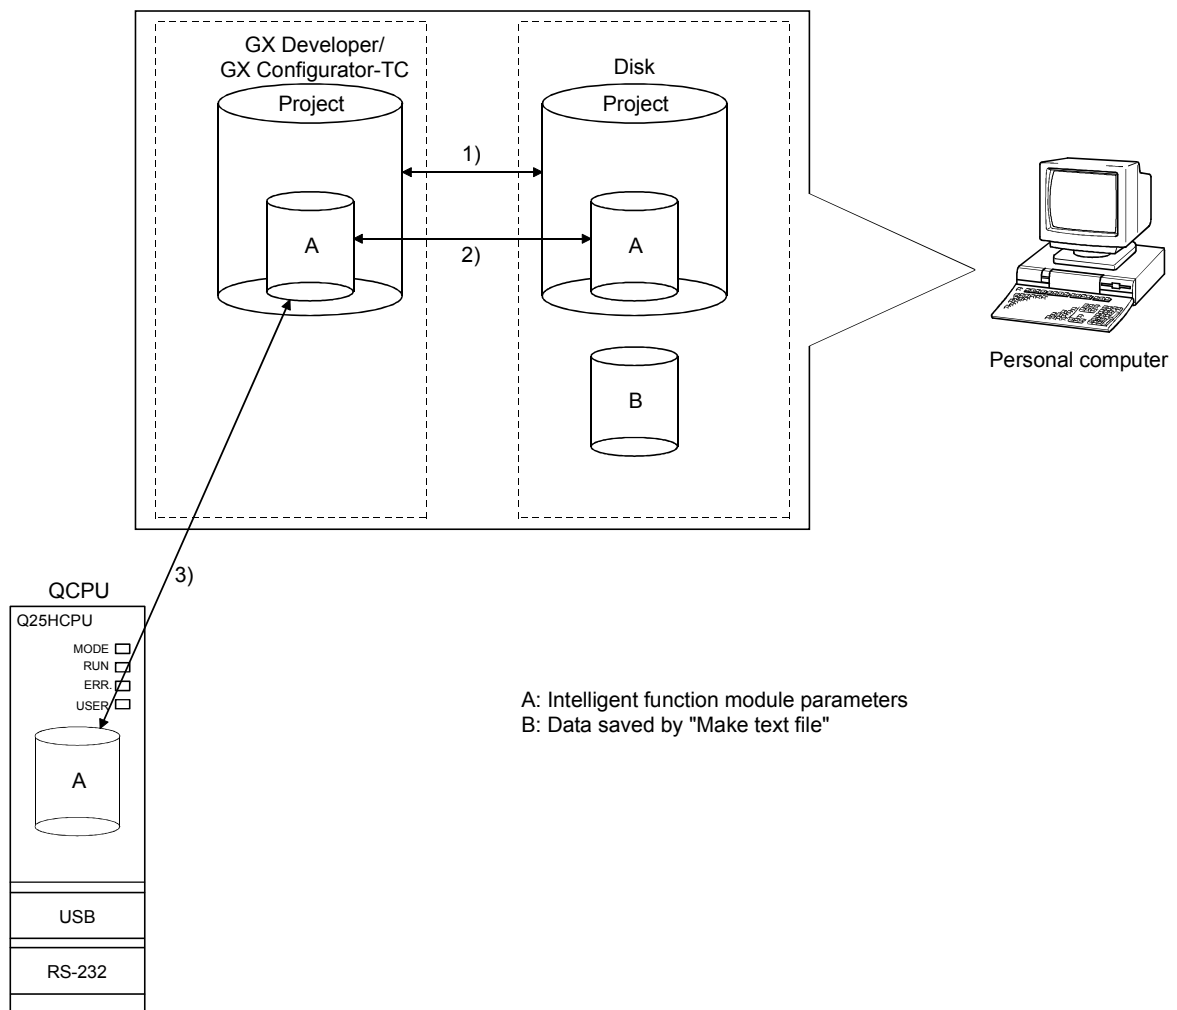 GX Developer/
GX Configurator-TC
Disk
Project
Project
1)
A
A
2)
B
Personal computer
3)
QCPU
Q25HCPU
MODE
RUN
ERR.
USER
A
A: Intelligent function module parameters
B: Data saved by "Make text file"
USB
RS-232